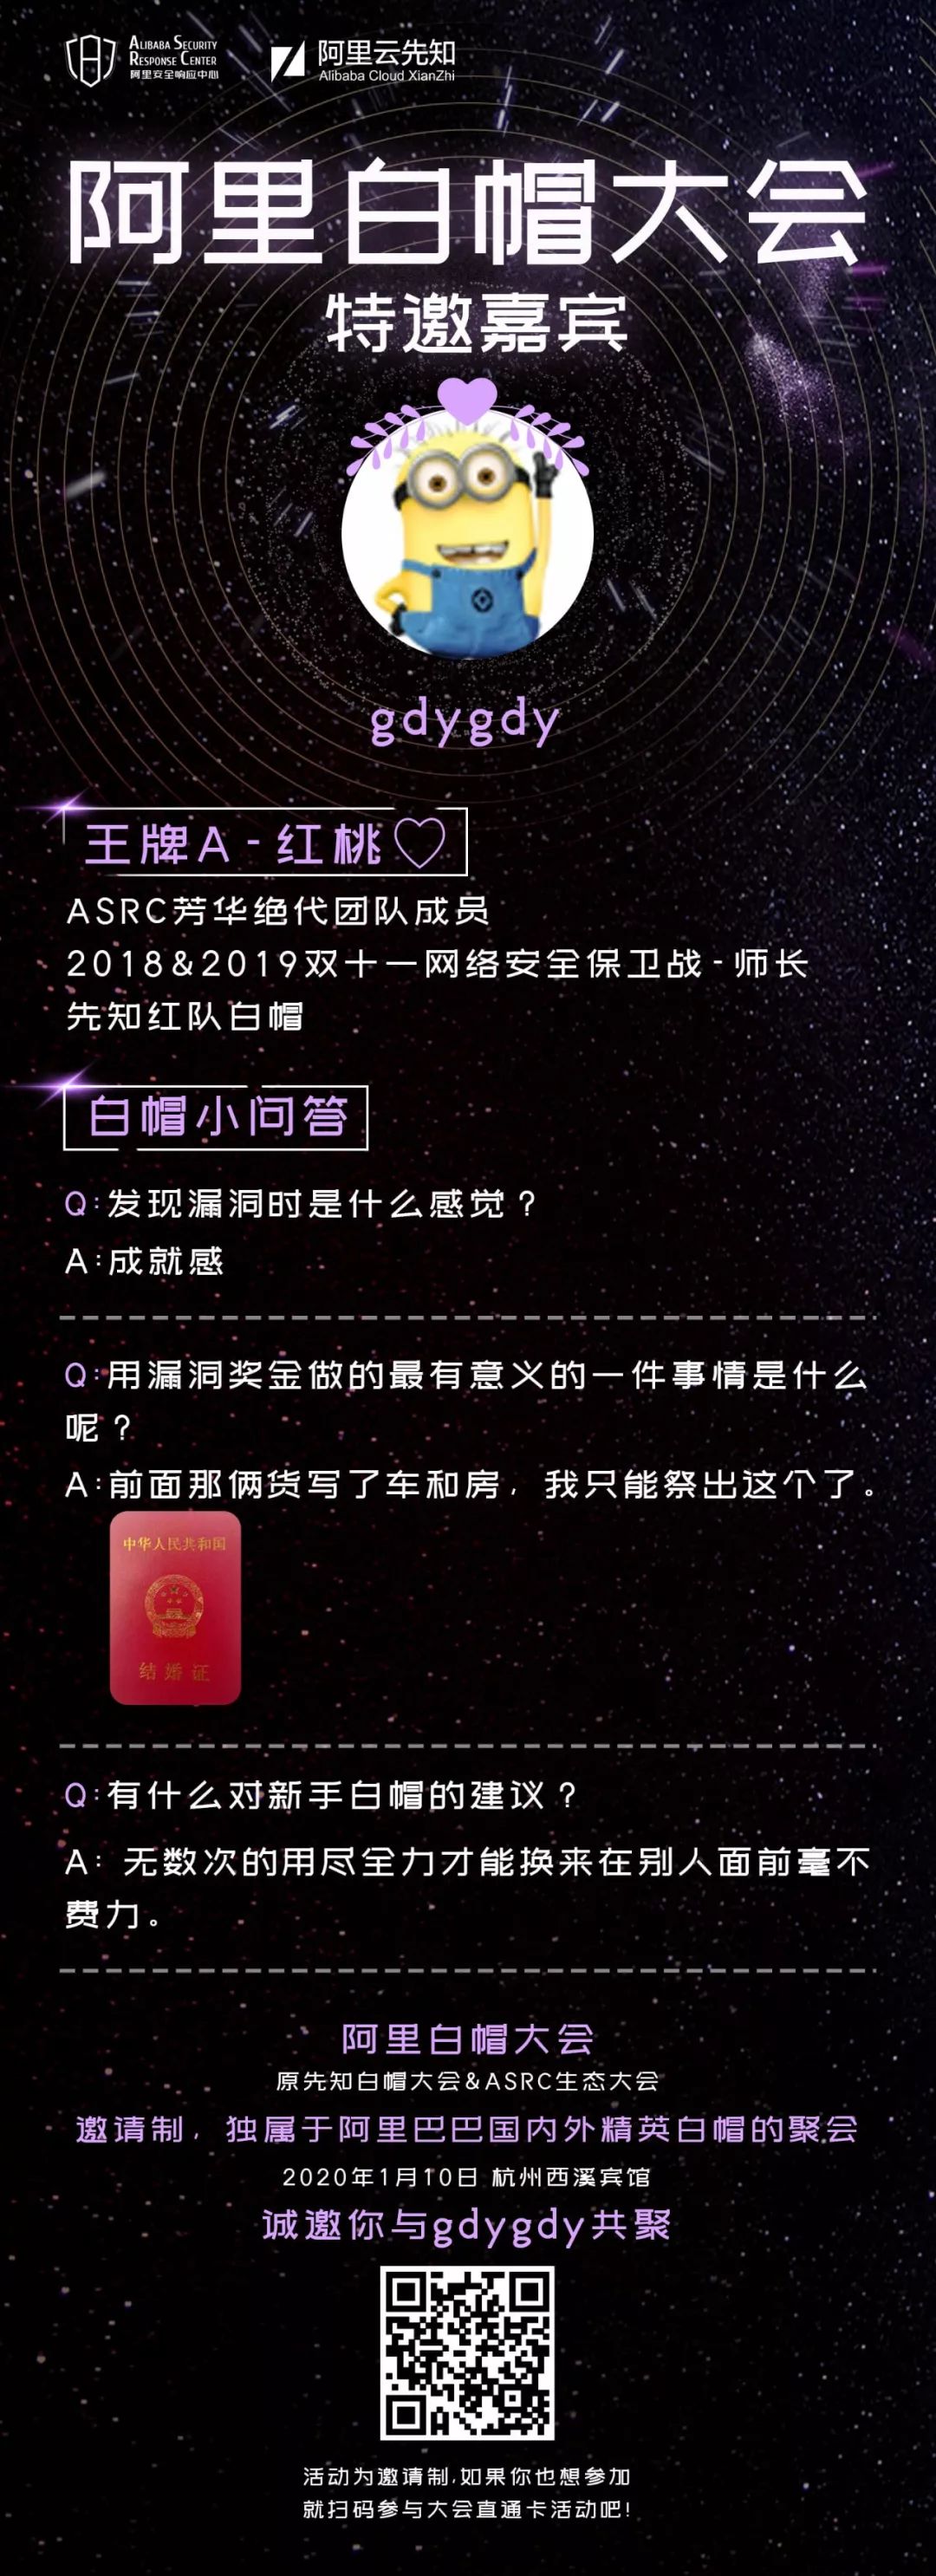 ALIBABA SECURITY
RESPONSE CENTER
阿里安全响应中心
阿里云先知
Alibaba Cloud XianZhi
阿里白帽大会
特邀嘉宾
gdygdy
王牌A-红桃♡
ASRC芳华绝代团队成员
2018&2019双十一网络安全保卫战-师长
先知红队白帽
白帽小问答
Q:发现漏洞时是什么感觉?
A:成就感
Q:用漏洞奖金做的最有意义的一件事情是什么
呢?
A:前面那俩货写了车和房,我只能祭出这个了。
中华人民共和国
结婚证
Q:有什么对新手白帽的建议?
A: 无数次的用尽全力才能换来在别人面前毫不
费力。
阿里白帽大会
原先知白帽大会&ASRC生态大会
邀请制,独属于阿里巴巴国内外精英白帽的聚会
2020年1月10日 杭州西溪宾馆
诚邀你与gdygdy共聚
活动为邀请制,如果你也想参加
就扫码参与大会直通卡活动吧!